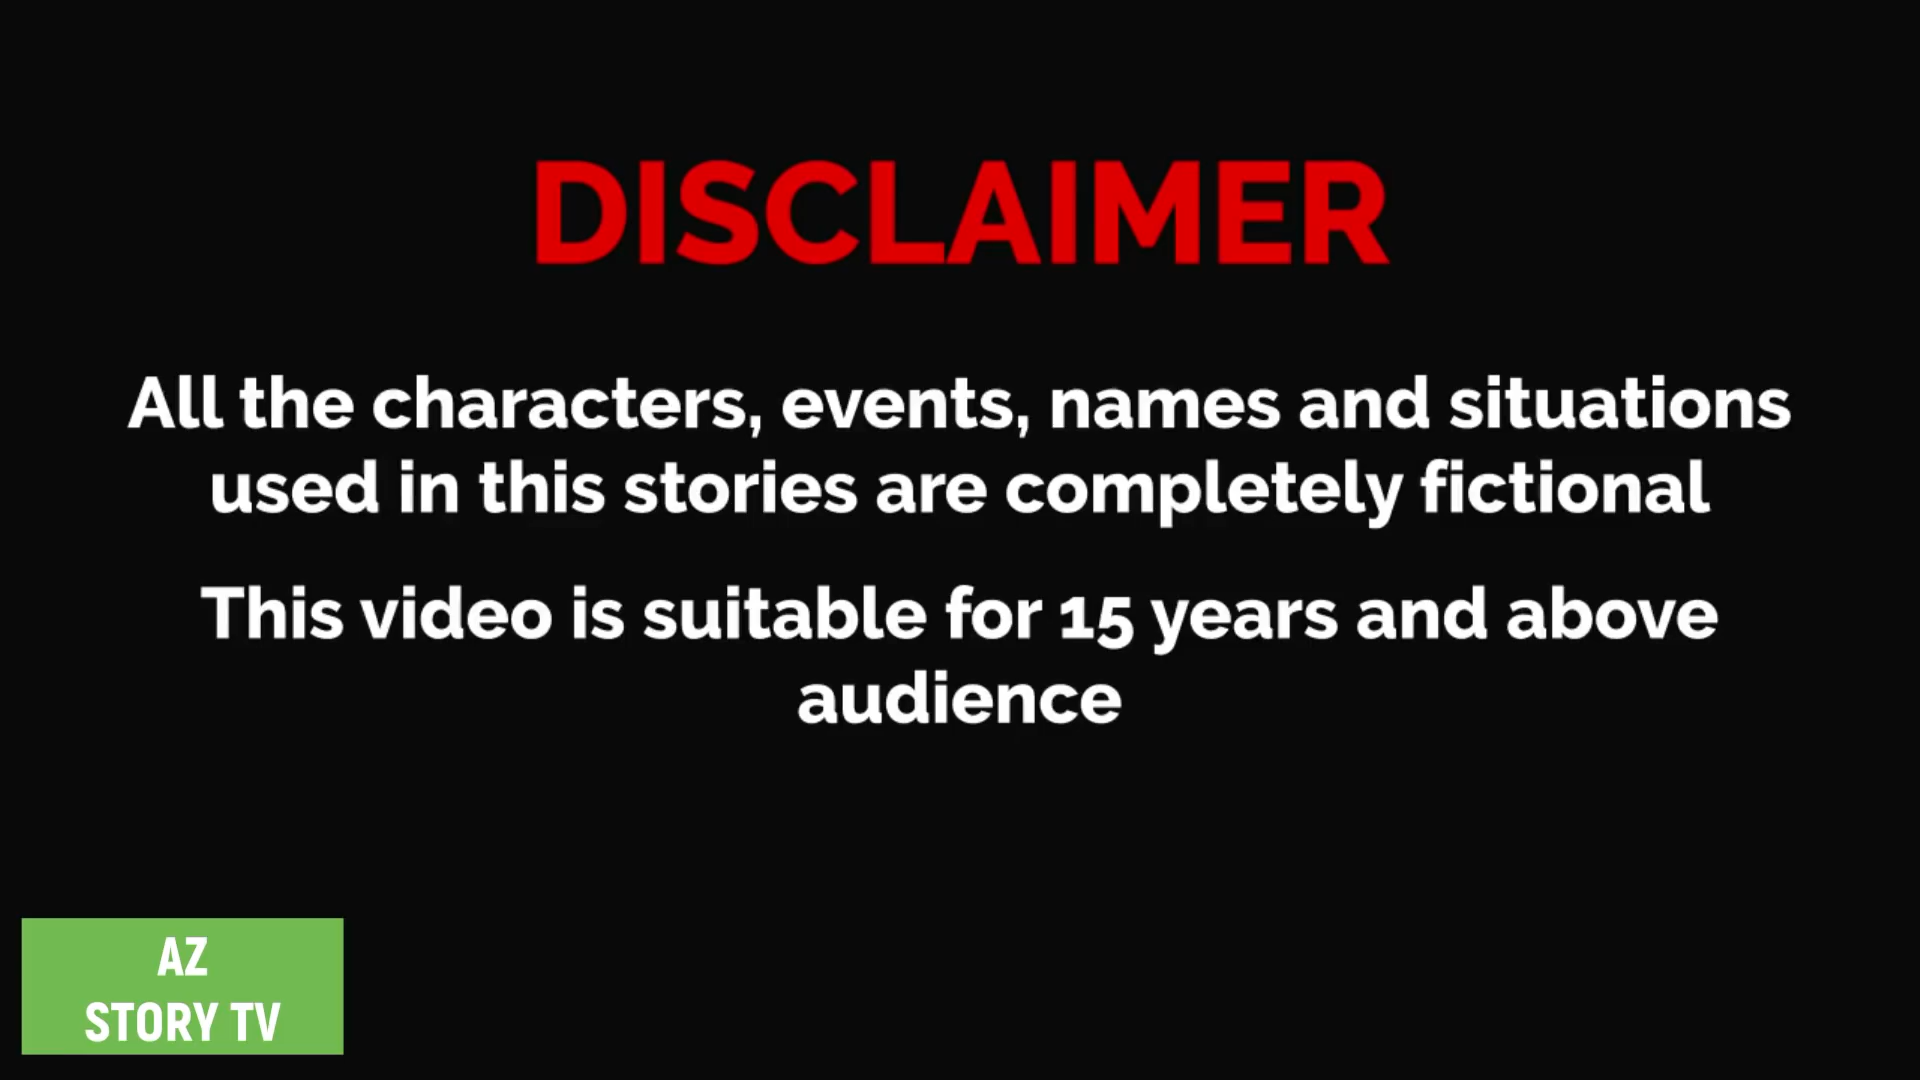 DISCLAIMER
All the characters, events, names and situations
used in this stories are completely fictional
This video is suitable for 15 years and above
audience
AZ
STORY TV